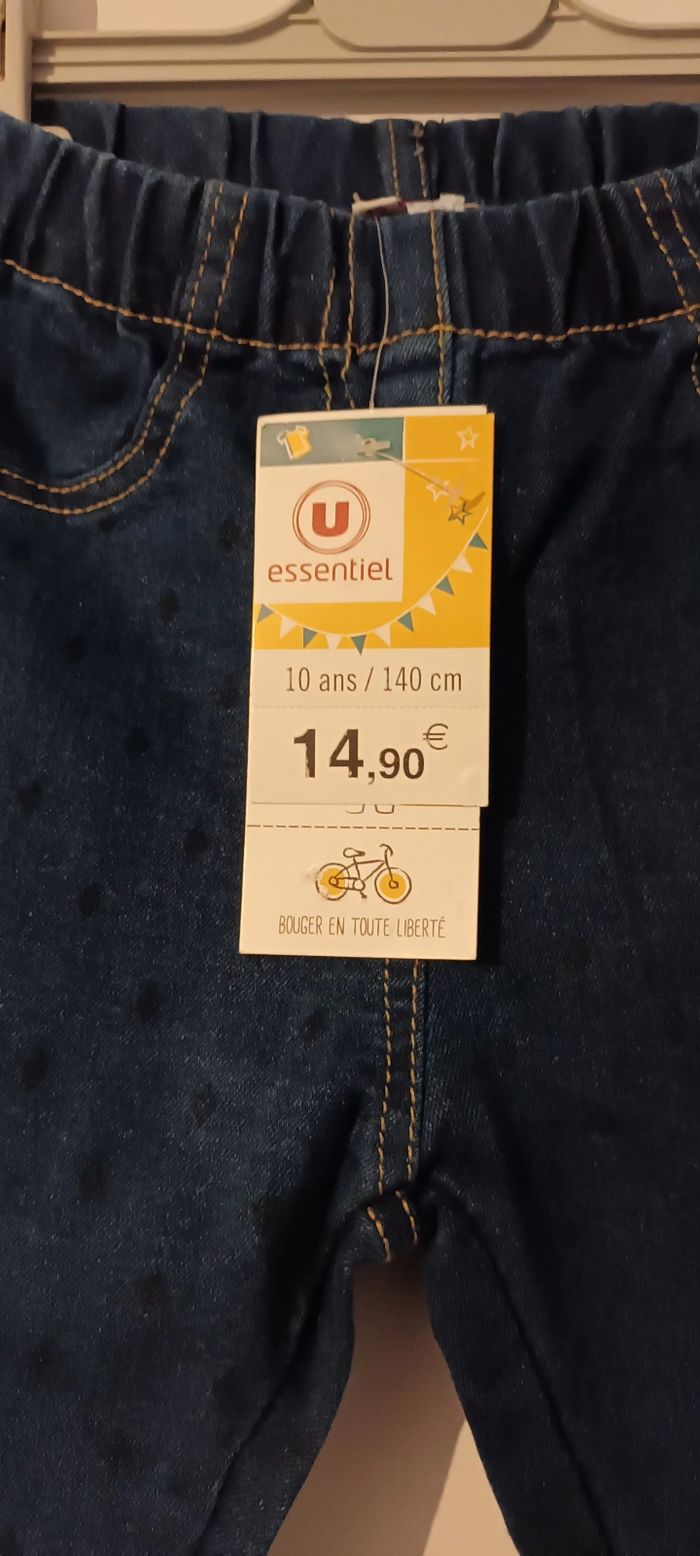 U
essentiel
10 ans / 140 cm
14,90€
BOUGER EN TOUTE LIBERTÉ